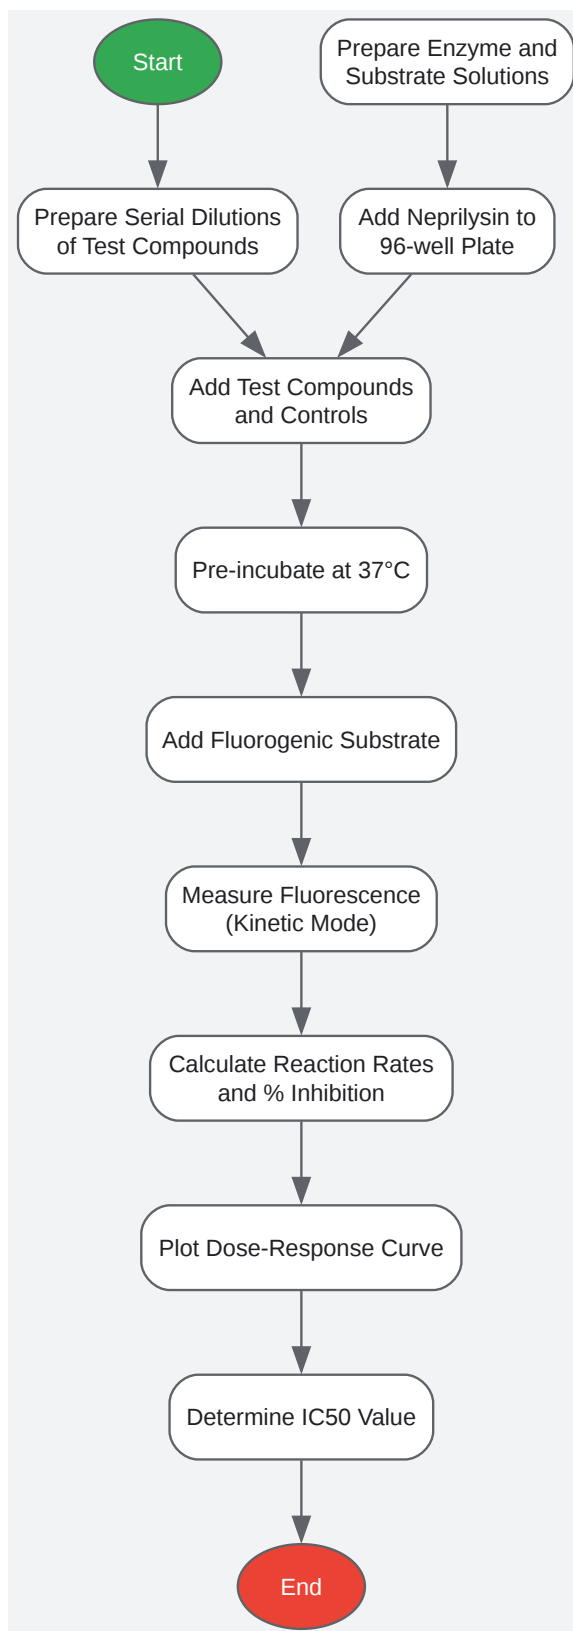 Start
Prepare Enzyme and
Substrate Solutions
Prepare Serial Dilutions
of Test Compounds
Add Neprilysin to
96-well Plate
Add Test Compounds
and Controls
Pre-incubate at 37°C
Add Fluorogenic Substrate
Measure Fluorescence
(Kinetic Mode)
Calculate Reaction Rates
and % Inhibition
Plot Dose-Response Curve
Determine IC50 Value
End